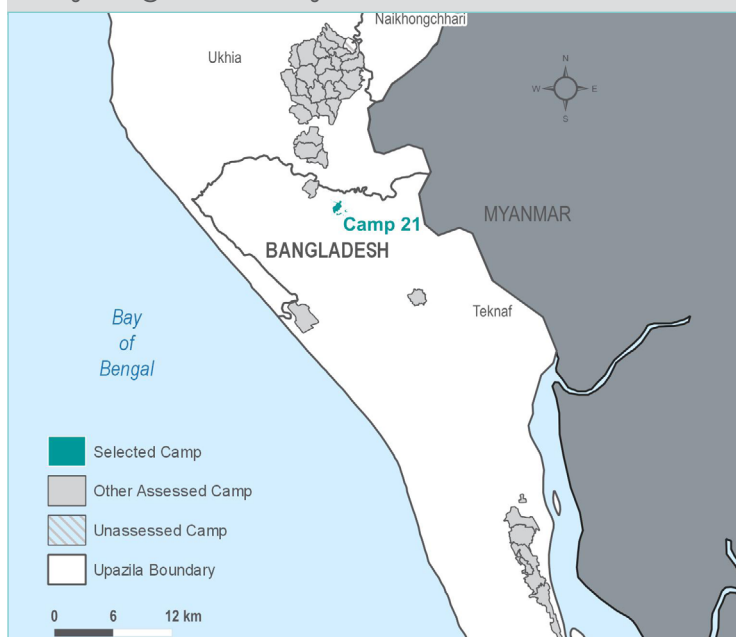 Naikhongchhari
Ukhia
N
W
E
S
MYANMAR
Camp 21
BANGLADESH
Teknaf
Bay
of
Bengal
Selected Camp
Other Assessed Camp
Unassessed Camp
Upazila Boundary
0 6 12 km